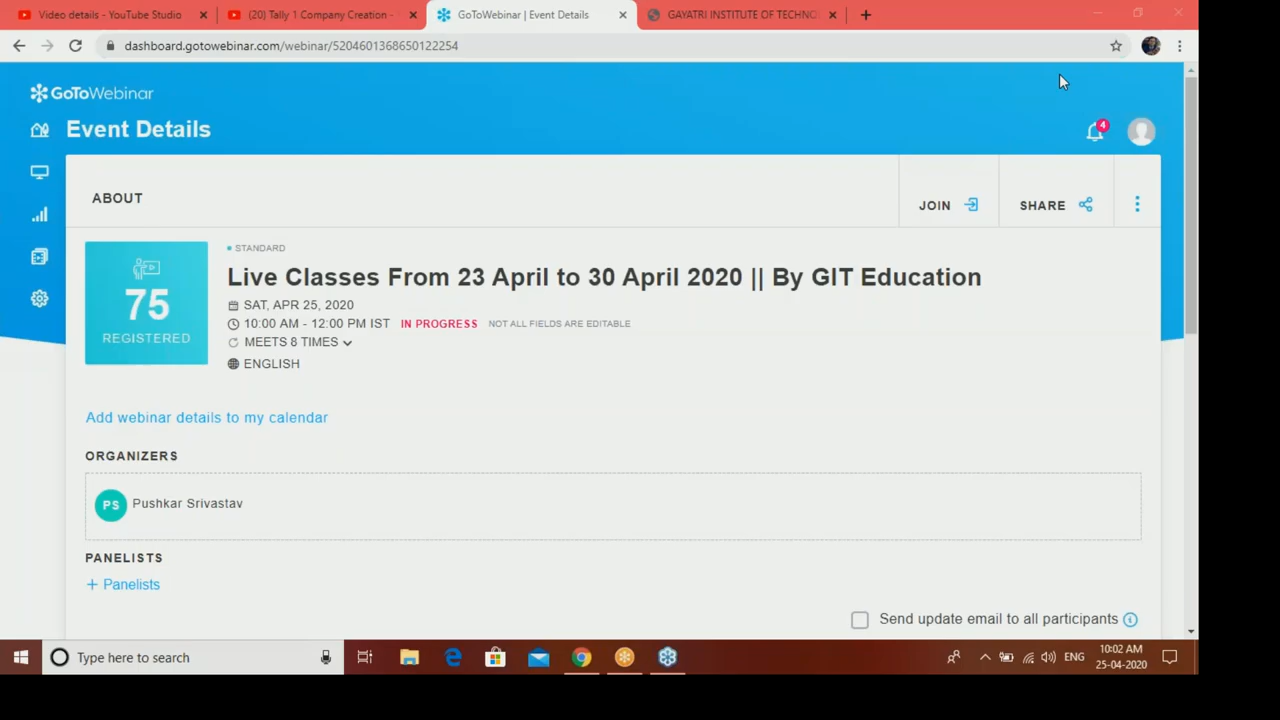 Video details - YouTube Studio
(20) Tally 1 Company Creation -
GoToWebinar | Event Details
GAYATRI INSTITUTE OF TECHNO
dashboard.gotowebinar.com/webinar/5204601368650122254
GoToWebinar
Event Details
4
ABOUT
JOIN
SHARE
STANDARD
75
REGISTERED
Live Classes From 23 April to 30 April 2020 || By GIT Education
SAT, APR 25, 2020
10:00 AM - 12:00 PM IST IN PROGRESS NOT ALL FIELDS ARE EDITABLE
MEETS 8 TIMES
ENGLISH
Add webinar details to my calendar
ORGANIZERS
PS Pushkar Srivastav
PANELISTS
+ Panelists
Send update email to all participants
Type here to search
ENG
10:02 AM
25-04-2020